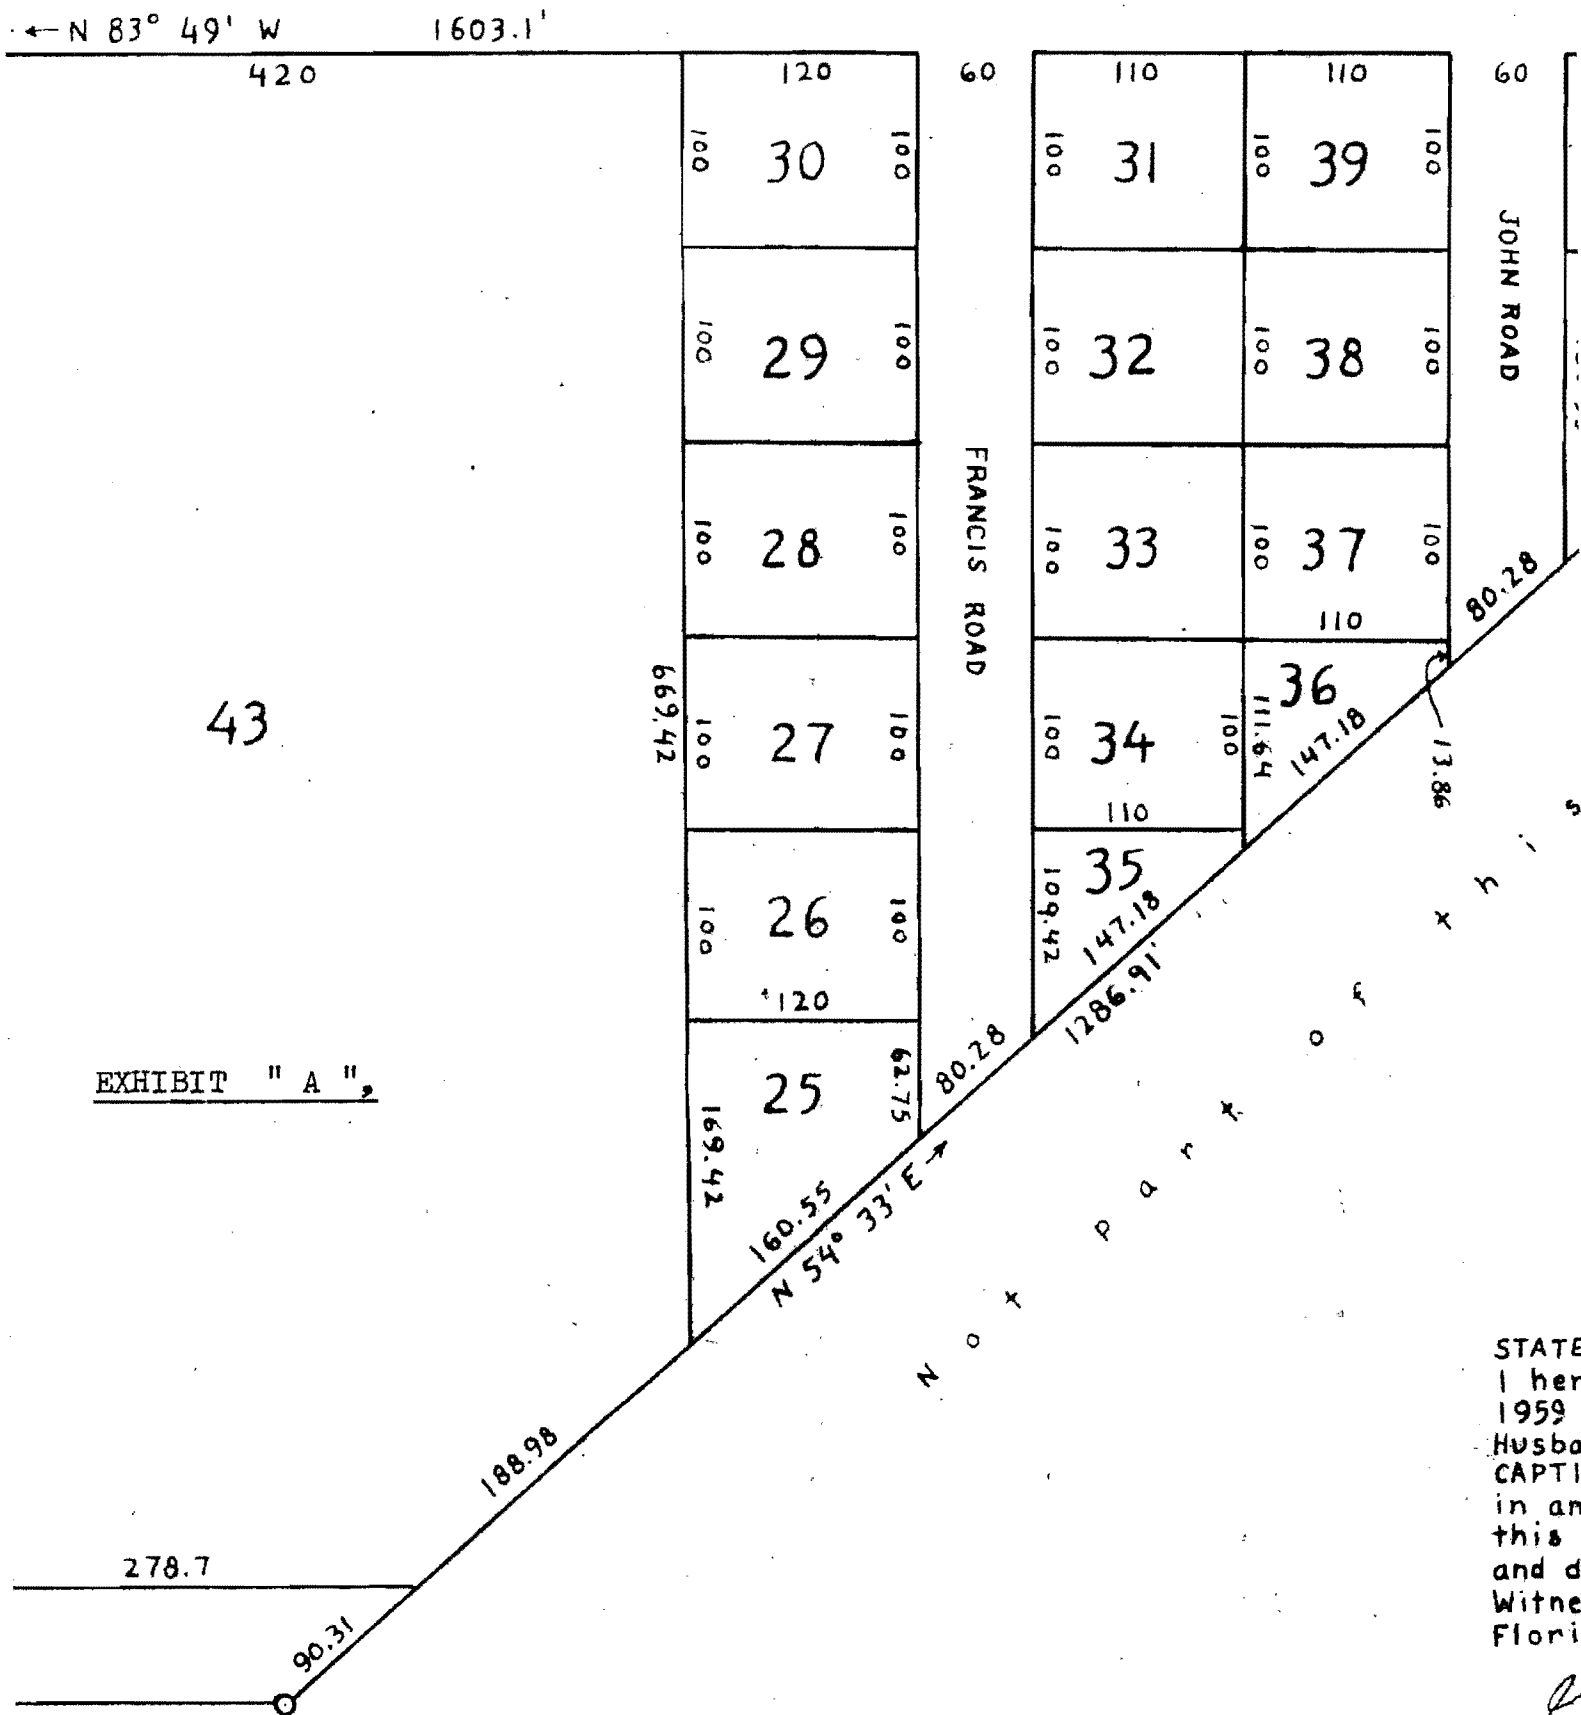 ← N 83° 49' W 1603.1'
420 120 60 110 110 60
100 30 100 100 31 100 39 100
JOHN ROAD
100 29 100 100 32 100 38 100
FRANCIS ROAD
100 28 100 100 33 100 37 100
110
80.28
669.42
43
100 27 100 100 34 100
111.64
36
147.18
13.86
110
100 26 100
35
109.42
147.18
1286.91'
120
EXHIBIT " A ",
25
62.75
80.28
169.42
160.55
N 54° 33' E →
Not part of this
188.98
278.7
90.31
STATE
I her
1959
Husba
CAPTI
in an
this
and d
Witne
Flori